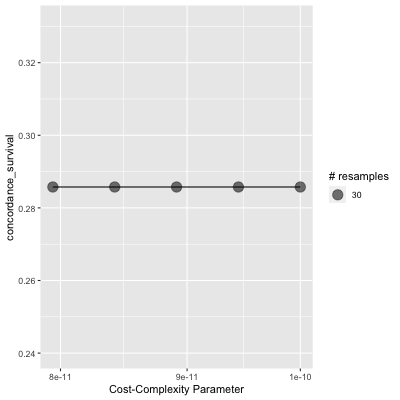 0.32
0.30
0.28
0.26
0.24
concordance_survival
8e-11
9e-11
1e-10
Cost-Complexity Parameter
# resamples
30